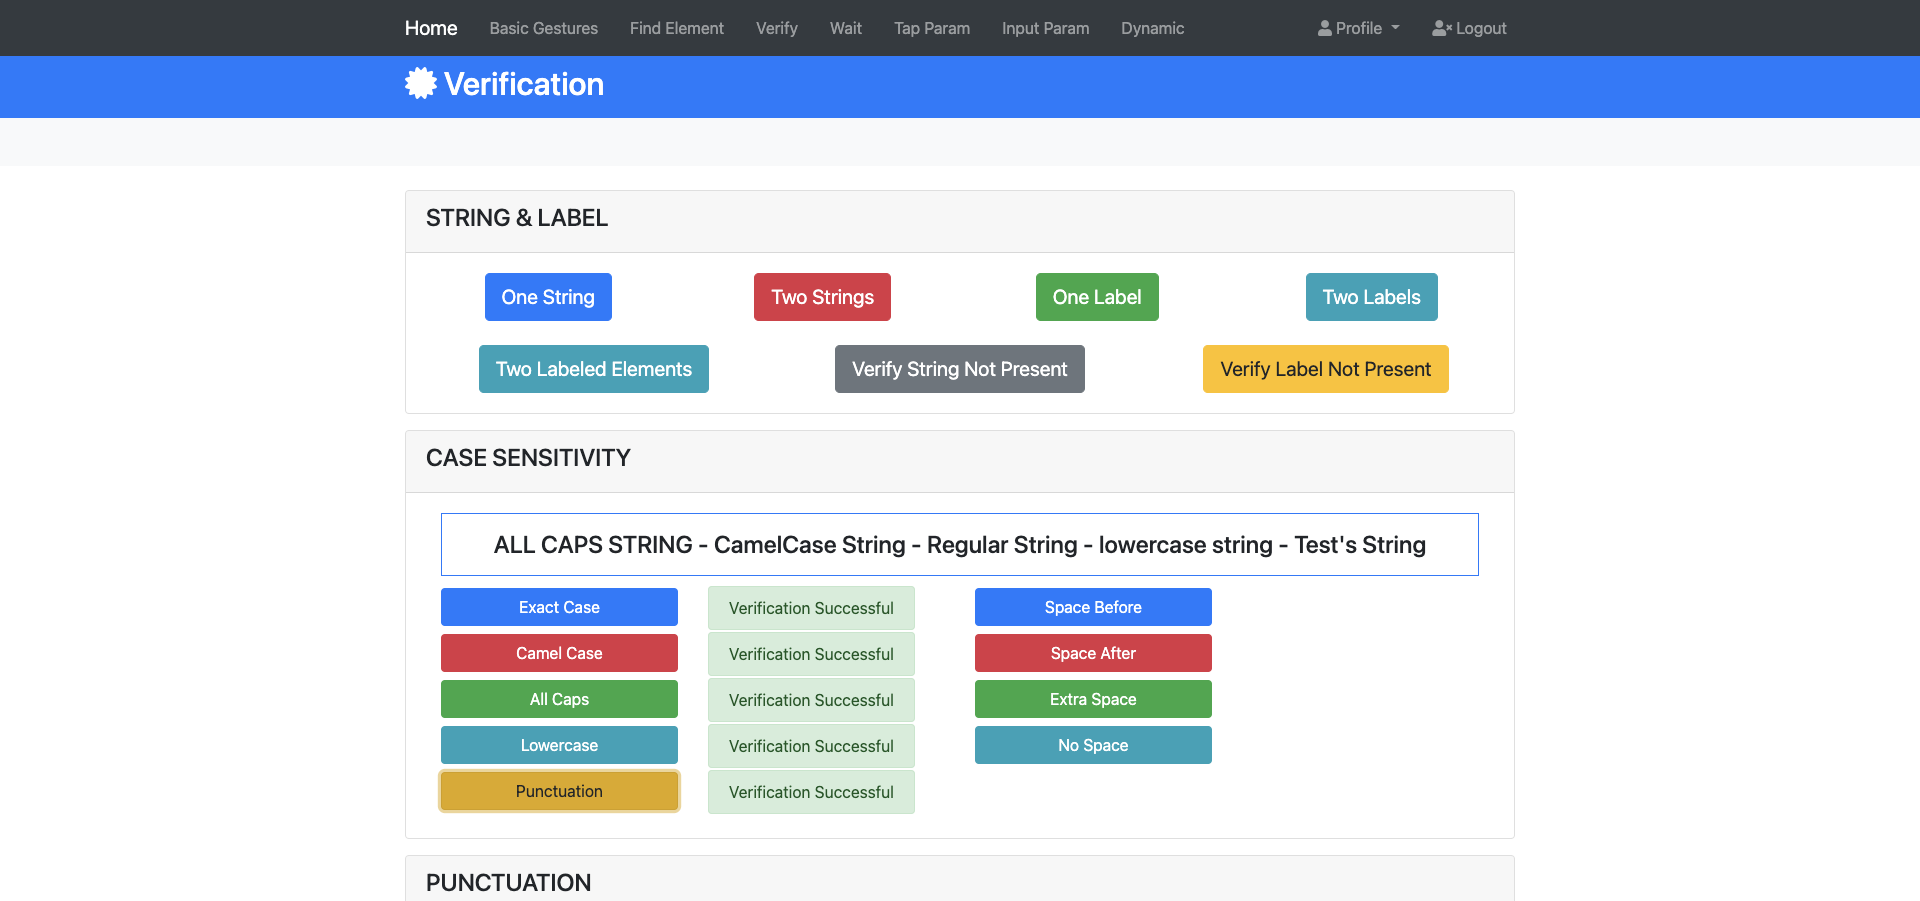 Home Basic Gestures Find Element Verify Wait Tap Param Input Param Dynamic Profile Logout
Verification
STRING & LABEL
One String Two Strings One Label Two Labels
Two Labeled Elements Verify String Not Present Verify Label Not Present
CASE SENSITIVITY
ALL CAPS STRING - CamelCase String - Regular String - lowercase string - Test's String
Exact Case Verification Successful Space Before
Camel Case Verification Successful Space After
All Caps Verification Successful Extra Space
Lowercase Verification Successful No Space
Punctuation Verification Successful
PUNCTUATION